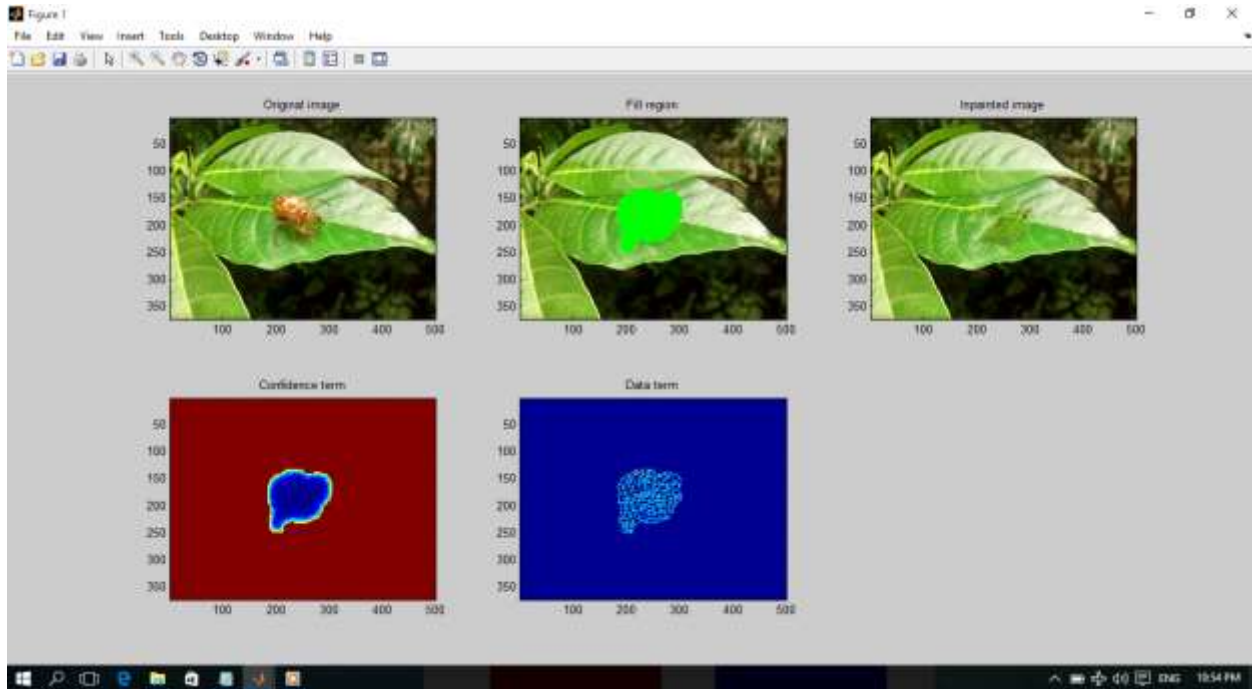 Figure 1
File Edit View Insert Tools Desktop Window Help
Original image
50
100
150
200
250
300
350
100 200 300 400 500
Fill region
50
100
150
200
250
300
350
100 200 300 400 500
Inpainted image
50
100
150
200
250
300
350
100 200 300 400 500
Confidence term
50
100
150
200
250
300
350
100 200 300 400 500
Data term
50
100
150
200
250
300
350
100 200 300 400 500
ENG 10:54 PM